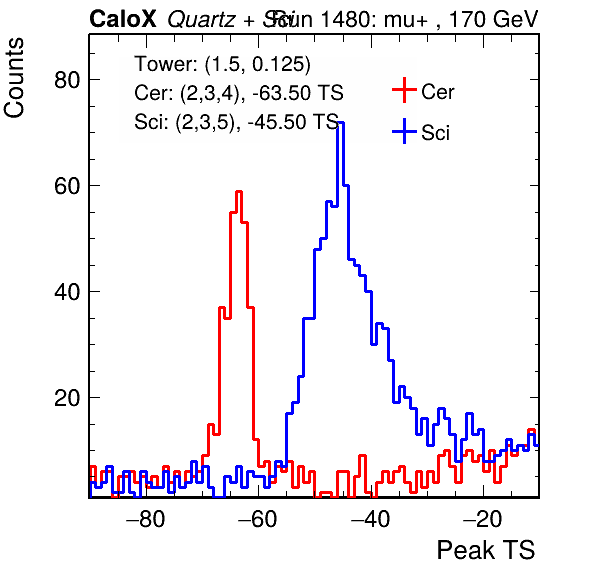 CaloX Quartz + Sci Run 1480: mu+ , 170 GeV
Counts
Tower: (1.5, 0.125)
Cer: (2,3,4), -63.50 TS
Sci: (2,3,5), -45.50 TS
Cer
Sci
80
60
40
20
−80 −60 −40 −20
Peak TS